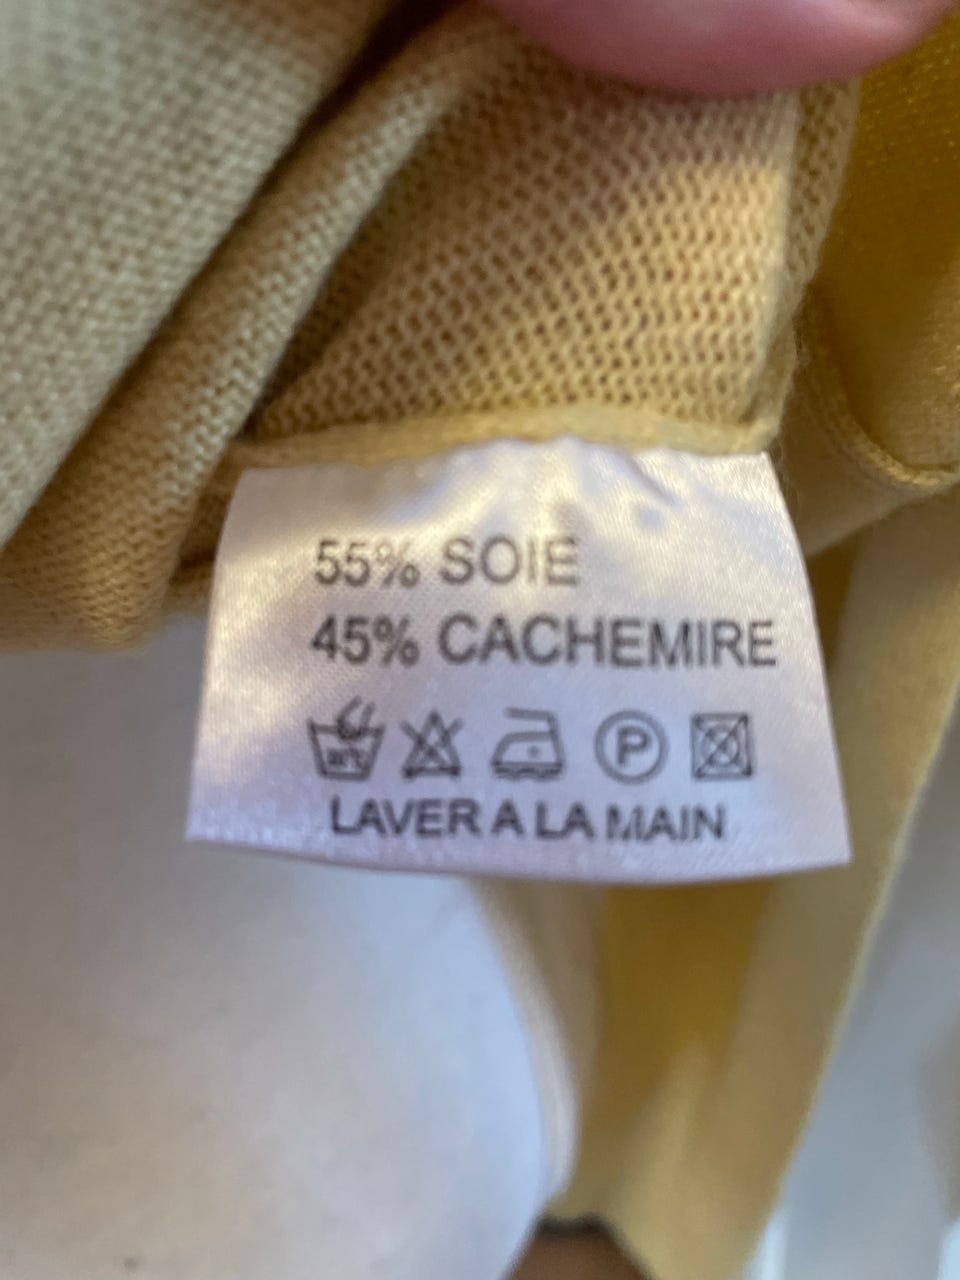 55% SOIE
45% CACHEMIRE
P
LAVER A LA MAIN